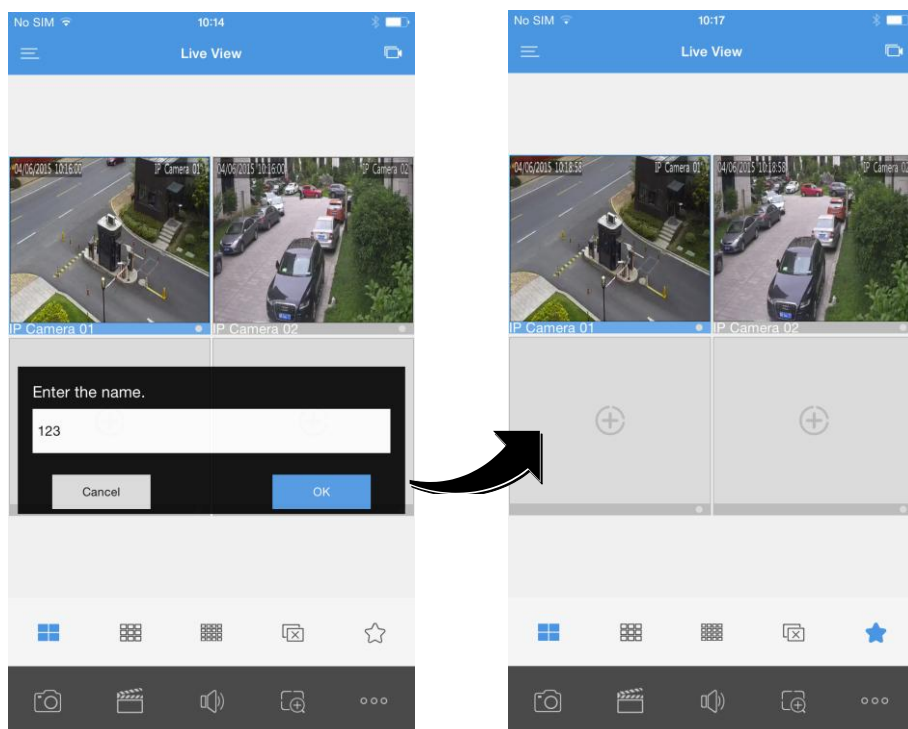 No SIM 10:14
Live View
04/06/2015 10:16:00 IP Camera 01
04/06/2015 10:16:00 IP Camera 02
IP Camera 01
IP Camera 02
Enter the name.
123
Cancel
OK
No SIM 10:17
Live View
04/06/2015 10:18:58 IP Camera 01
04/06/2015 10:18:58 IP Camera 02
IP Camera 01
IP Camera 02